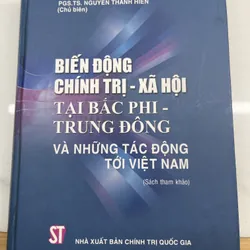 PGS.TS. NGUYỄN THANH HIỀN
(Chủ biên)
BIẾN ĐỘNG
CHÍNH TRỊ - XÃ HỘI
TẠI BẮC PHI -
TRUNG ĐÔNG
VÀ NHỮNG TÁC ĐỘNG
TỚI VIỆT NAM
(Sách tham khảo)
ST
NHÀ XUẤT BẢN CHÍNH TRỊ QUỐC GIA